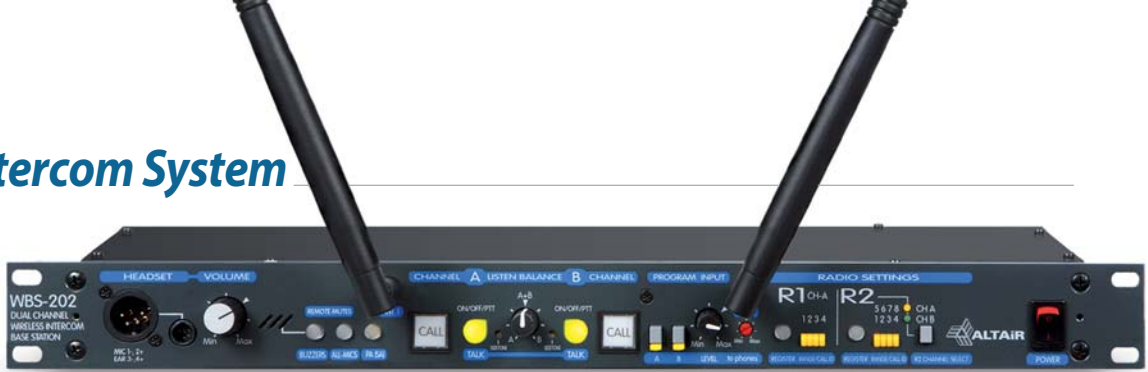 tercom System
HEADSET VOLUME
WBS-202
DUAL CHANNEL
WIRELESS INTERCOM
BASE STATION
MIC 1-, 2+
EAR 3-, 4+
Min Max
REMOTE MUTES
BUZZERS ALL-MICS PA (SA)
CHANNEL A LISTEN BALANCE B CHANNEL
CALL
ON/OFF/PTT
TALK
A+B
A B
SIDETONE SIDETONE
ON/OFF/PTT
TALK
CALL
PROGRAM INPUT
A B
Min Max
LEVEL
Min Max
to phones
RADIO SETTINGS
R1 CH-A
1 2 3 4
REGISTER RANGE/CALL ID
R2
5 6 7 8
1 2 3 4
CH A
CH B
REGISTER RANGE/CALL ID
R2 CHANNEL SELECT
ALTAIR
POWER